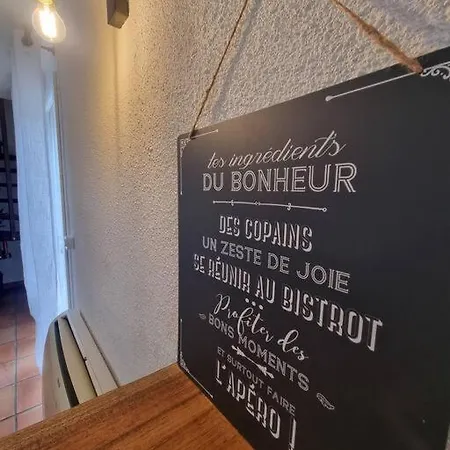 les ingrédients
DU BONHEUR
DES COPAINS
UN ZESTE DE JOIE
SE RÉUNIR AU BISTROT
Profiter des
BONS MOMENTS
ET SURTOUT FAIRE
L'APÉRO !